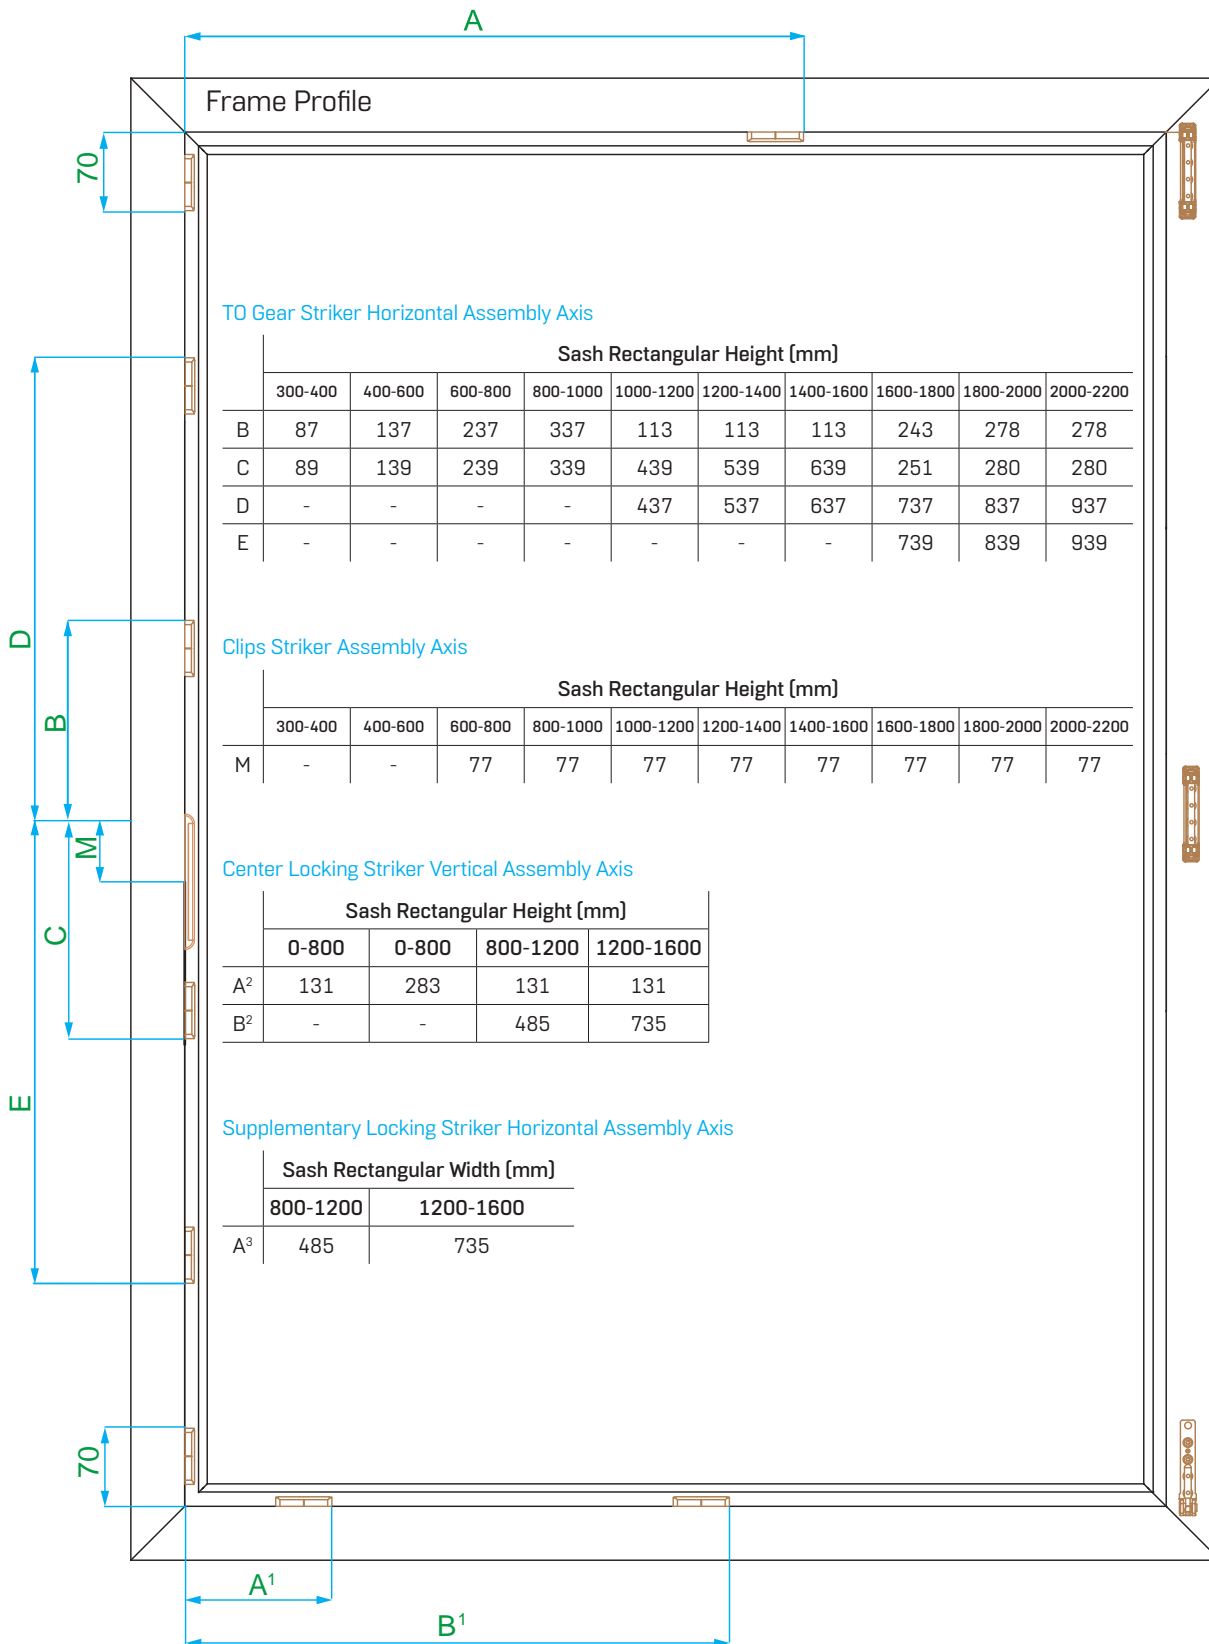 A
Frame Profile
70
TO Gear Striker Horizontal Assembly Axis
Sash Rectangular Height (mm)
300-400 400-600 600-800 800-1000 1000-1200 1200-1400 1400-1600 1600-1800 1800-2000 2000-2200
B 87 137 237 337 113 113 113 243 278 278
C 89 139 239 339 439 539 639 251 280 280
D - - - - 437 537 637 737 837 937
E - - - - - - - 739 839 939
D
B
Clips Striker Assembly Axis
Sash Rectangular Height (mm)
300-400 400-600 600-800 800-1000 1000-1200 1200-1400 1400-1600 1600-1800 1800-2000 2000-2200
M - - 77 77 77 77 77 77 77 77
M
C
E
Center Locking Striker Vertical Assembly Axis
Sash Rectangular Height (mm)
0-800 0-800 800-1200 1200-1600
A² 131 283 131 131
B² - - 485 735
Supplementary Locking Striker Horizontal Assembly Axis
Sash Rectangular Width (mm)
800-1200 1200-1600
A³ 485 735
70
A¹
B¹